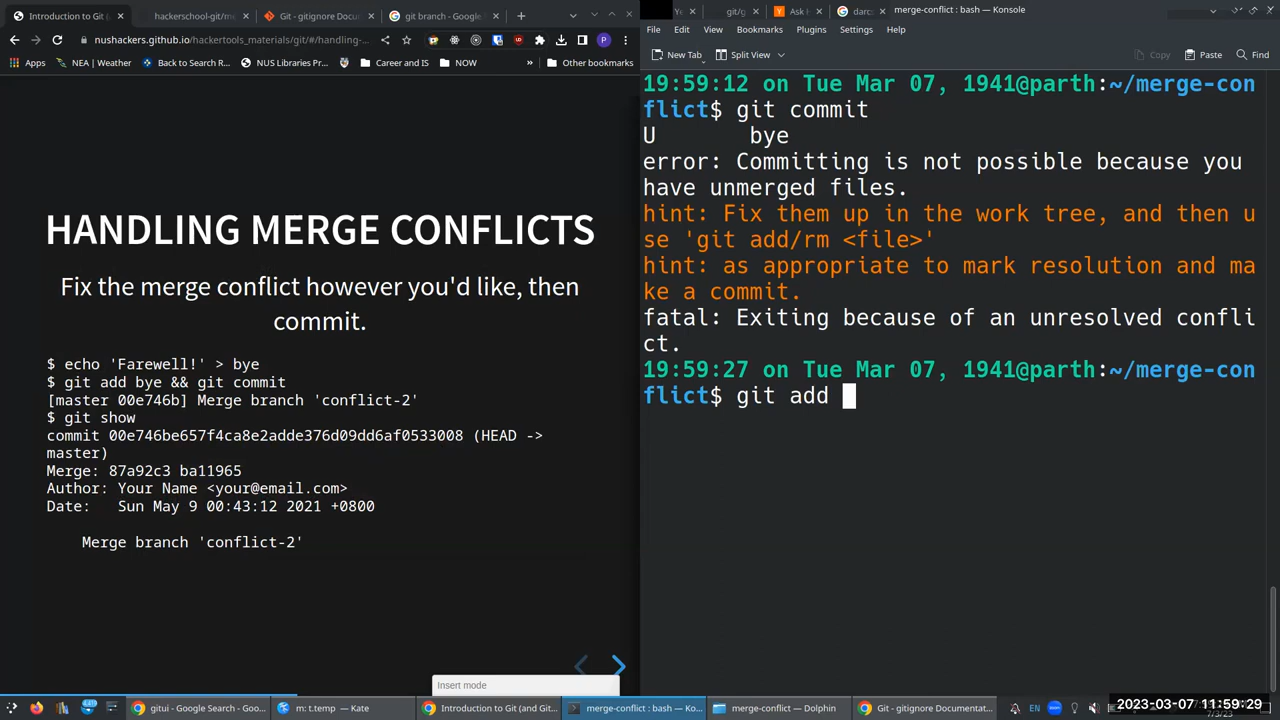 Introduction to Git (and
hackerschool-git/me
Git - gitignore Docum
git branch - Google
git/g
Ask
darc
merge-conflict : bash — Konsole
nushackers.github.io/hackertools_materials/git/#/handling-...
File
Edit
View
Bookmarks
Plugins
Settings
Help
Apps
NEA | Weather
Back to Search R...
NUS Libraries Pr...
Career and IS
NOW
»
Other bookmarks
New Tab
Split View
Copy
Paste
Find
HANDLING MERGE CONFLICTS
Fix the merge conflict however you'd like, then
commit.
$ echo 'Farewell!' > bye
$ git add bye && git commit
[master 00e746b] Merge branch 'conflict-2'
$ git show
commit 00e746be657f4ca8e2adde376d09dd6af0533008 (HEAD ->
master)
Merge: 87a92c3 ba11965
Author: Your Name <your@email.com>
Date:   Sun May 9 00:43:12 2021 +0800
Merge branch 'conflict-2'
19:59:12 on Tue Mar 07, 1941@parth:~/merge-con
flict$ git commit
U       bye
error: Committing is not possible because you
have unmerged files.
hint: Fix them up in the work tree, and then u
se 'git add/rm <file>'
hint: as appropriate to mark resolution and ma
ke a commit.
fatal: Exiting because of an unresolved confli
ct.
19:59:27 on Tue Mar 07, 1941@parth:~/merge-con
flict$ git add
Insert mode
gitui - Google Search - Goo
m: t.temp — Kate
Introduction to Git (and Git
merge-conflict : bash — Ko...
merge-conflict — Dolphin
Git - gitignore Documentat...
EN
2023-03-07 11:59:29
7/3/23